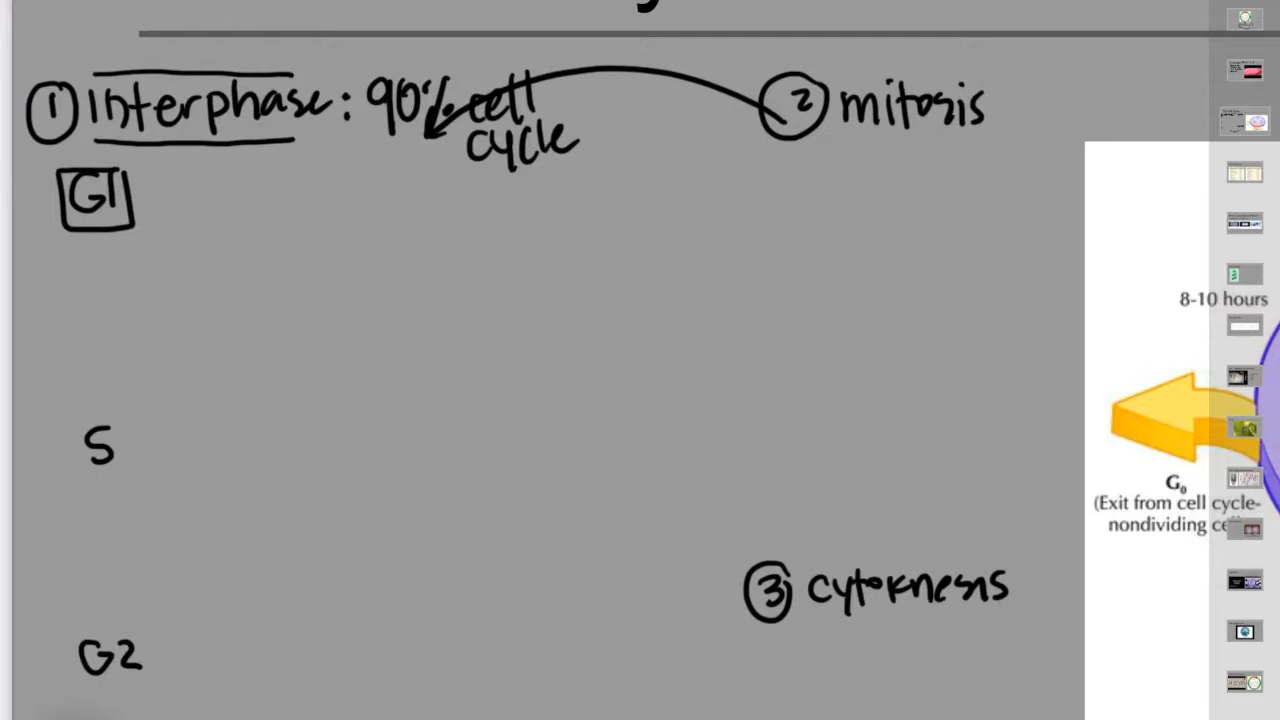 ① Interphase: 90% cell cycle
② mitosis
G1
8-10 hours
S
G₀
(Exit from cell cycle-
nondividing ce
③ cytoknesis
G2